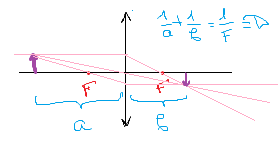 1/a + 1/b = 1/F ⇒
F
F
a
b